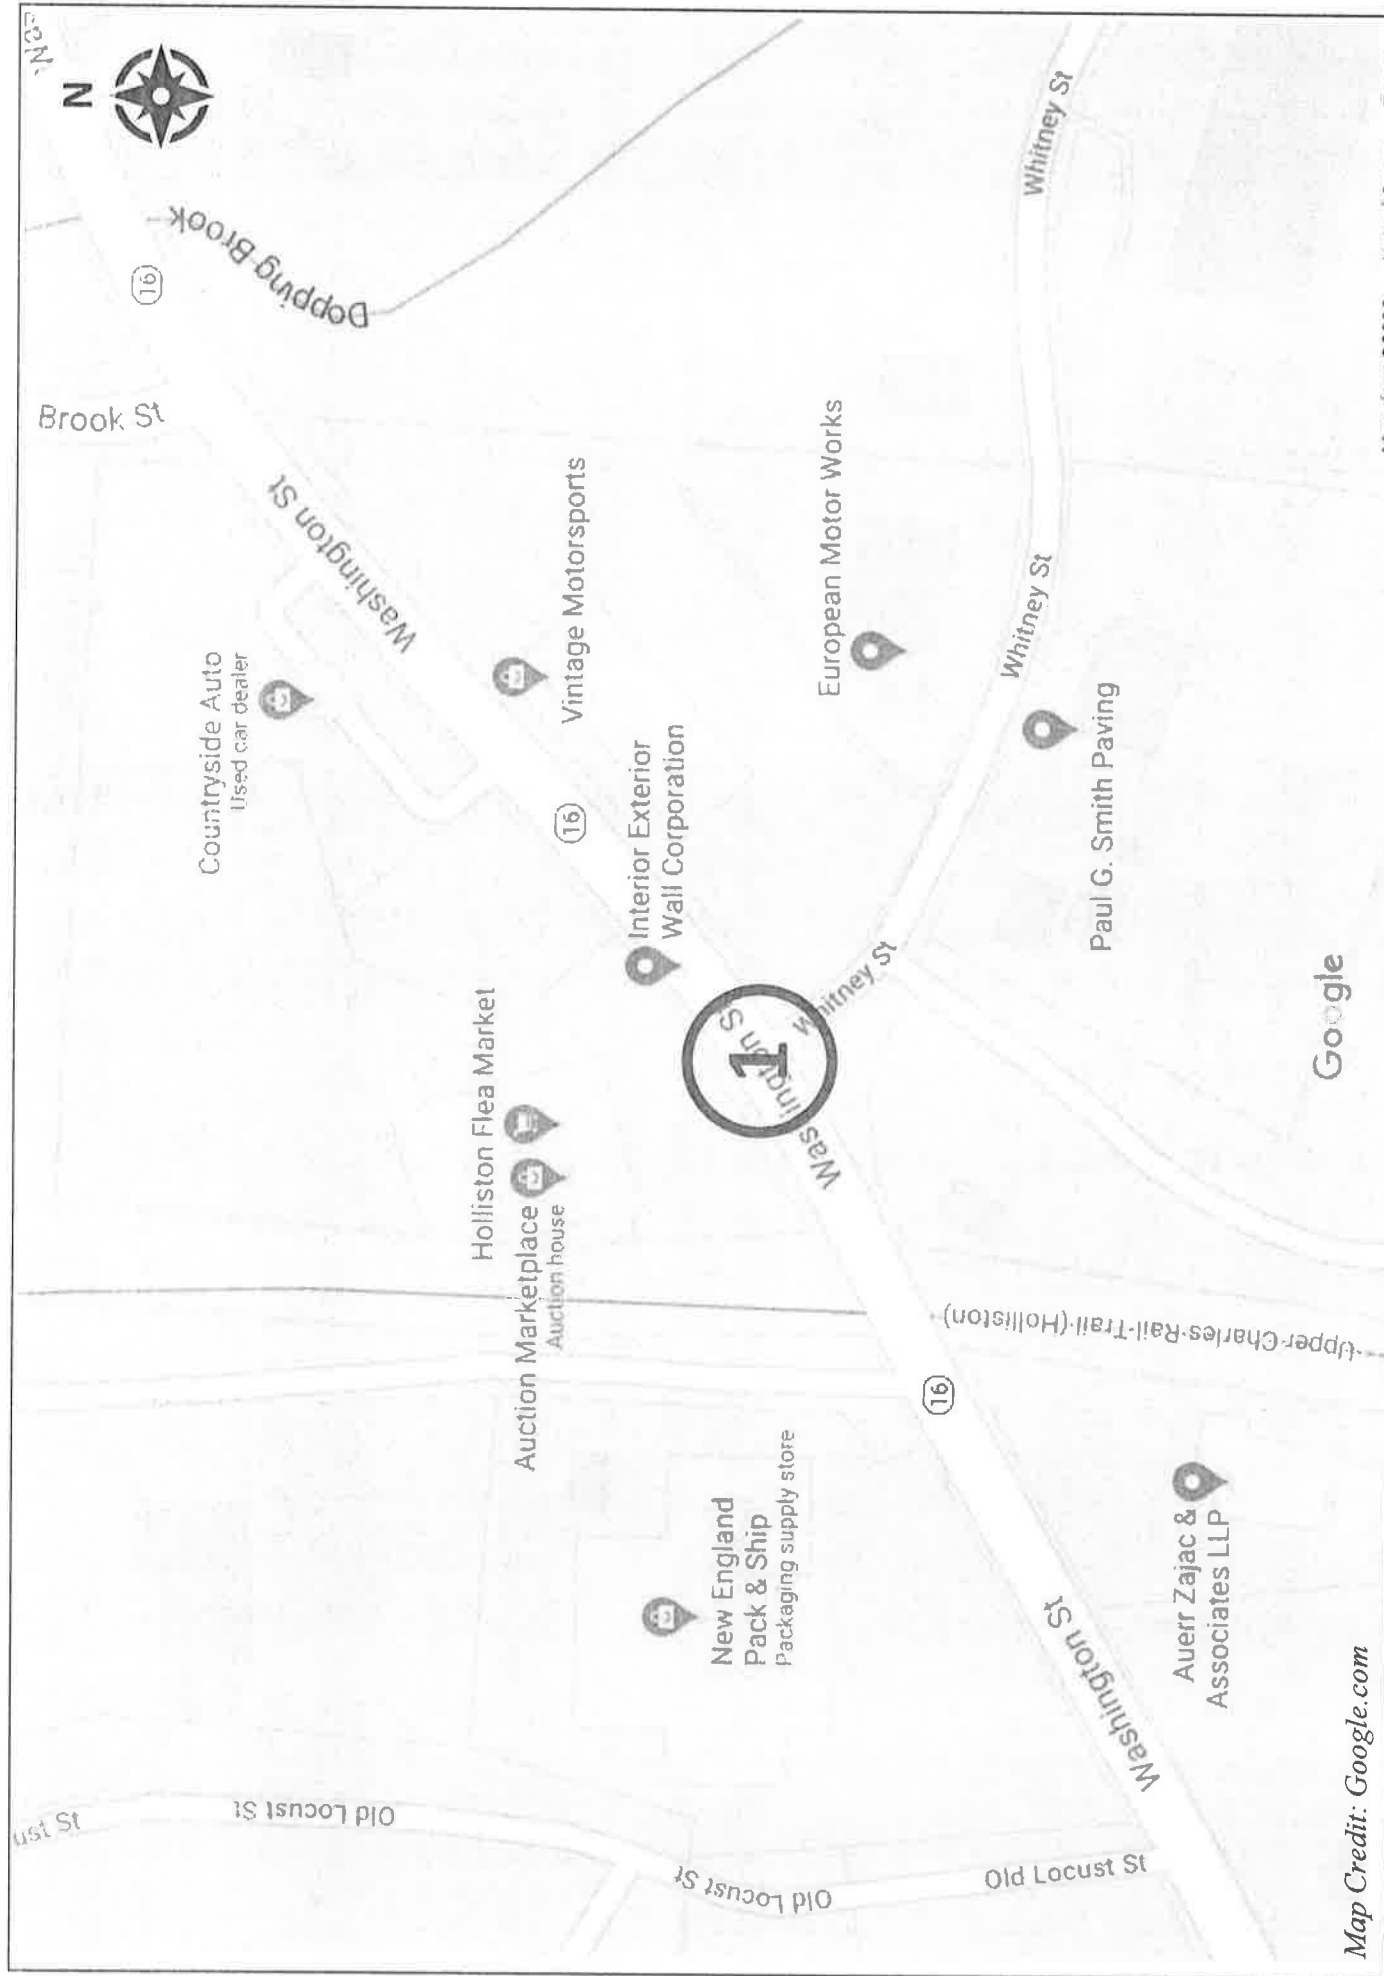 N
16
Dopping Brook
Brook St
Washington St
Countryside Auto
Used car dealer
Vintage Motorsports
16
Interior Exterior
Wall Corporation
European Motor Works
Whitney St
Whitney St
Paul G. Smith Paving
Whitney St
1
Washington S
Holliston Flea Market
Auction Marketplace
Auction house
Upper Charles Rail Trail (Holliston)
16
New England
Pack & Ship
Packaging supply store
Auerr Zajac &
Associates LLP
Washington St
ust St
Old Locust St
Old Locust St
Old Locust St
Google
Map Credit: Google.com